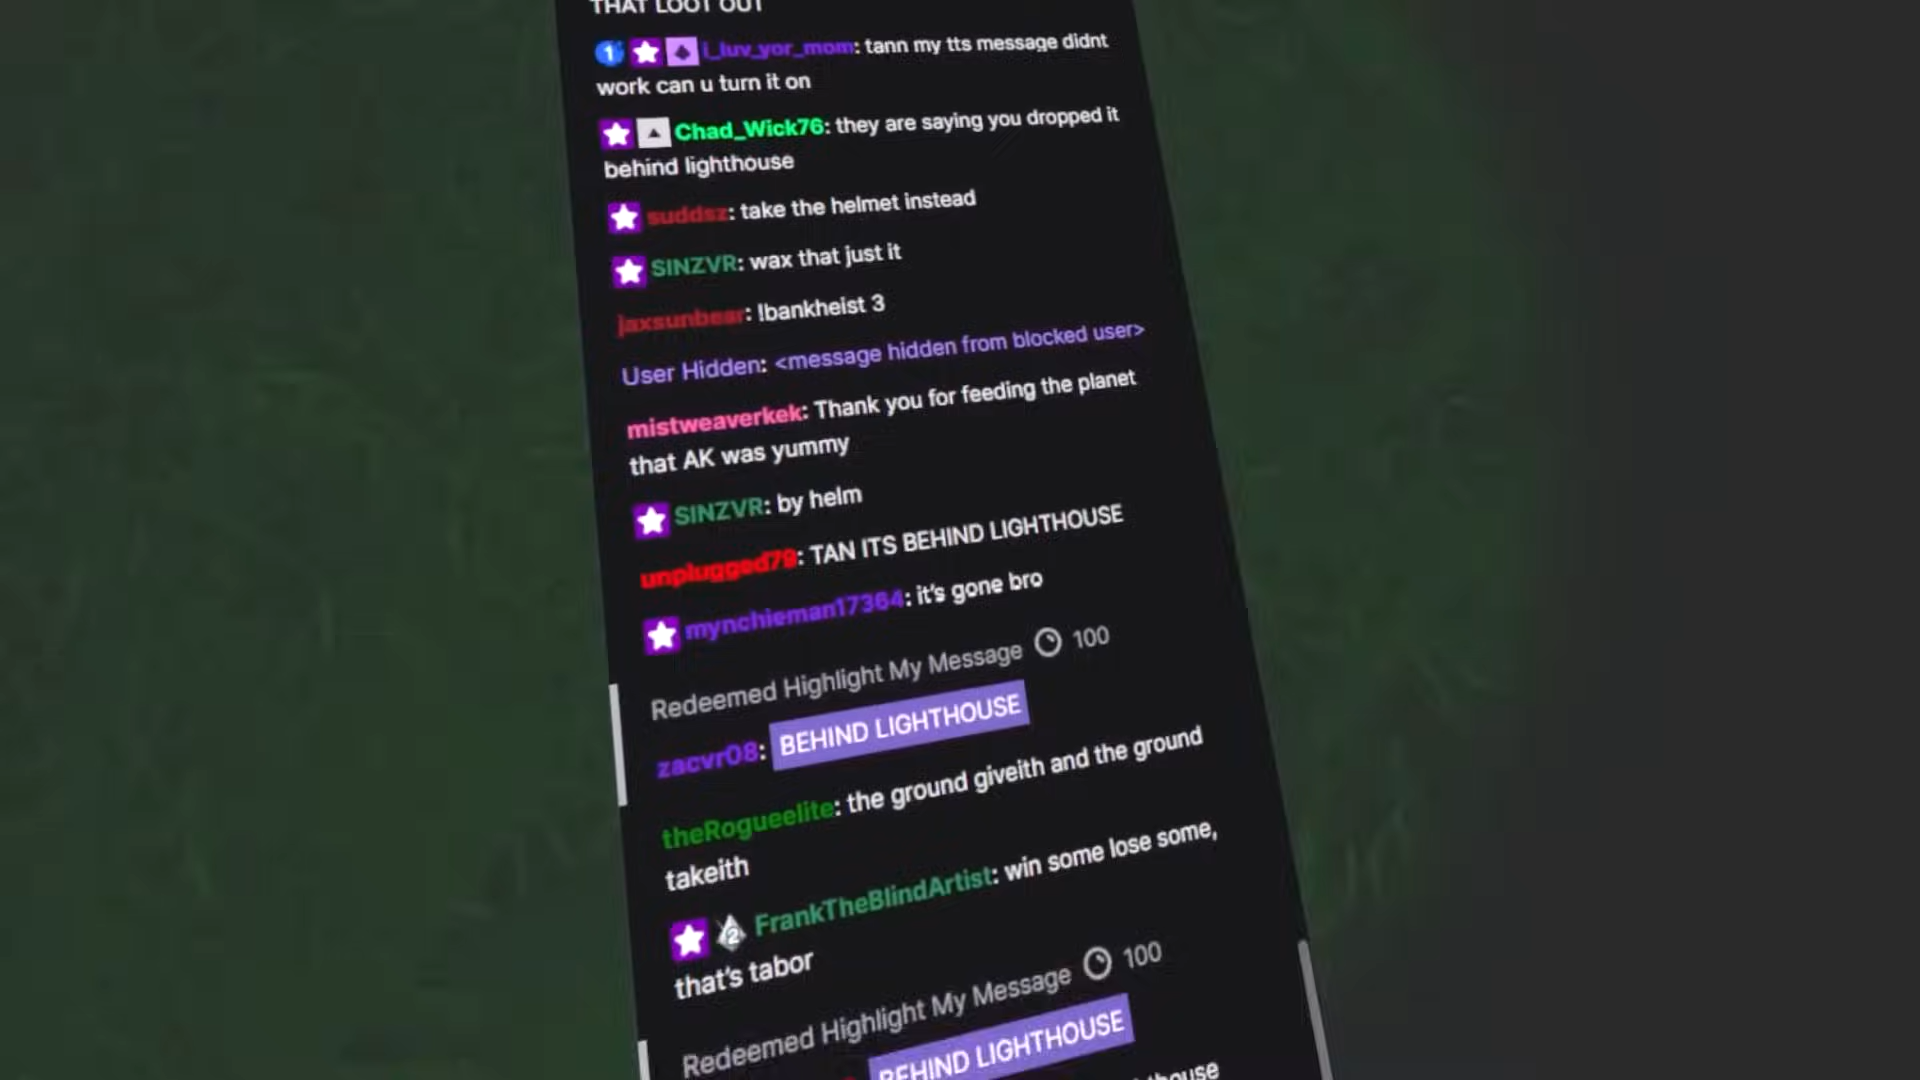 THAT LOOT OUT
i_luv_yor_mom: tann my tts message didnt
work can u turn it on
Chad_Wick76: they are saying you dropped it
behind lighthouse
suddsz: take the helmet instead
SINZVR: wax that just it
jaxsunbear: !bankheist 3
User Hidden: <message hidden from blocked user>
mistweaverkek: Thank you for feeding the planet
that AK was yummy
SINZVR: by helm
unplugged79: TAN ITS BEHIND LIGHTHOUSE
mynchieman17364: it's gone bro
Redeemed Highlight My Message 100
zacvr08: BEHIND LIGHTHOUSE
theRogueelite: the ground giveith and the ground
takeith
FrankTheBlindArtist: win some lose some,
that's tabor
Redeemed Highlight My Message 100
BEHIND LIGHTHOUSE